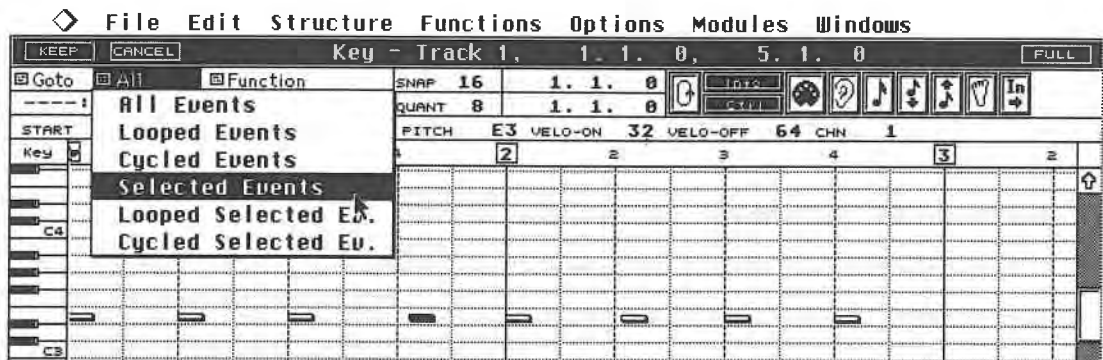 File Edit Structure Functions Options Modules Windows
KEEP CANCEL Key - Track 1, 1. 1. 0, 5. 1. 0 FULL
Goto All Function SNAP 16 1. 1. 0 Info In
----: QUANT 8 1. 1. 0
START PITCH E3 VELO-ON 32 VELO-OFF 64 CHN 1
Key 2 2 3 4 3 2
All Events
Looped Events
Cycled Events
Selected Events
Looped Selected Ev.
Cycled Selected Ev.
C4
C3